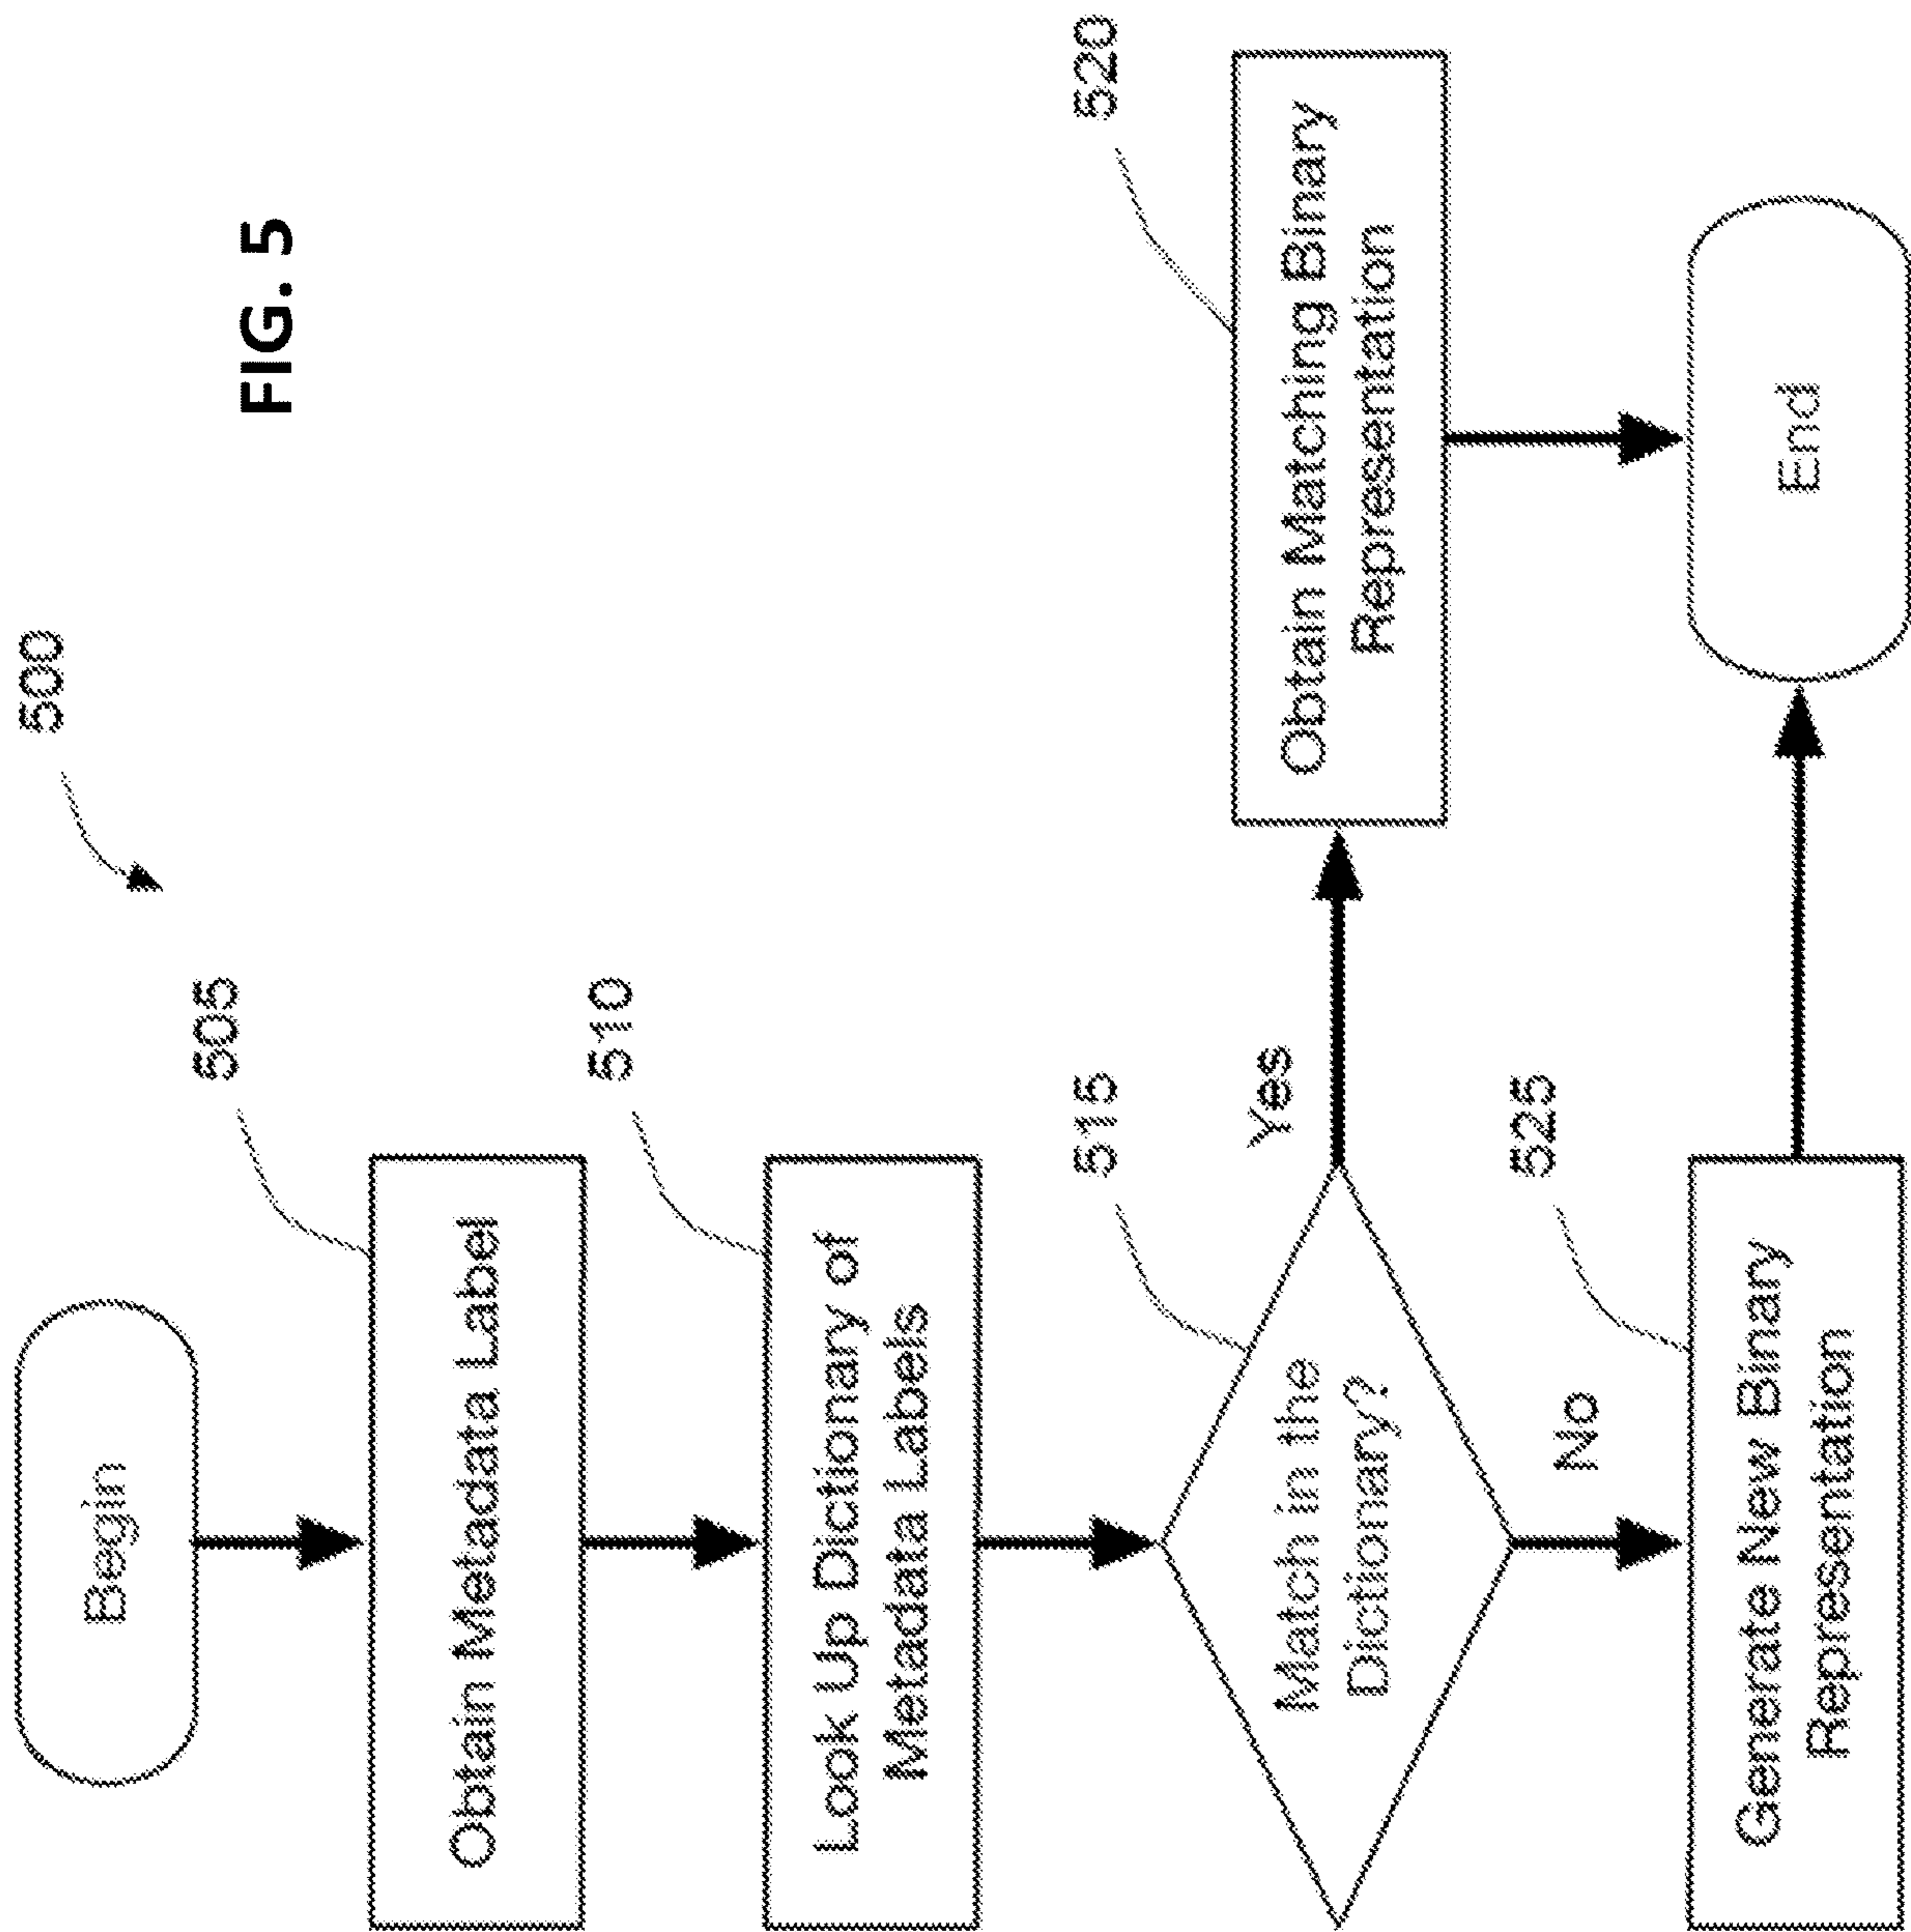 FIG. 5
500
Begin
505
Obtain Metadata Label
510
Look Up Dictionary of
Metadata Labels
515
Match in the
Dictionary?
Yes
520
Obtain Matching Binary
Representation
No
525
Generate New Binary
Representation
End